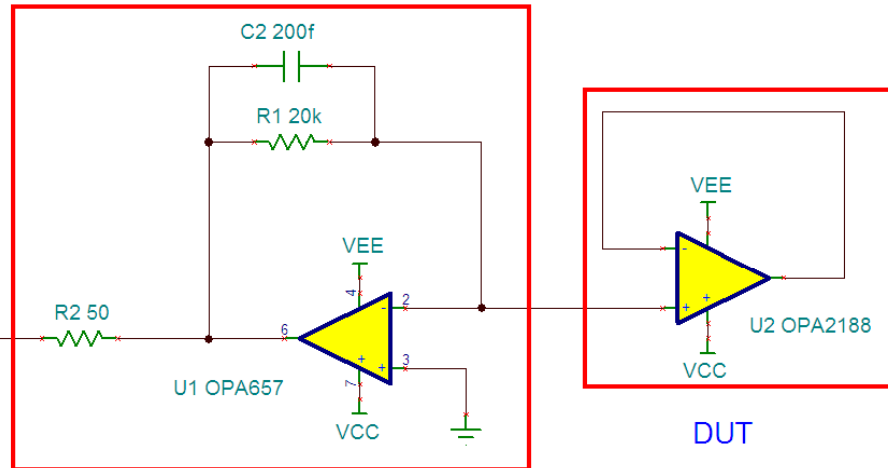 C2 200f
R1 20k
VEE
4
2
-
R2 50
6
+
+
3
7
U1 OPA657
VCC
VEE
-
+
+
U2 OPA2188
VCC
DUT